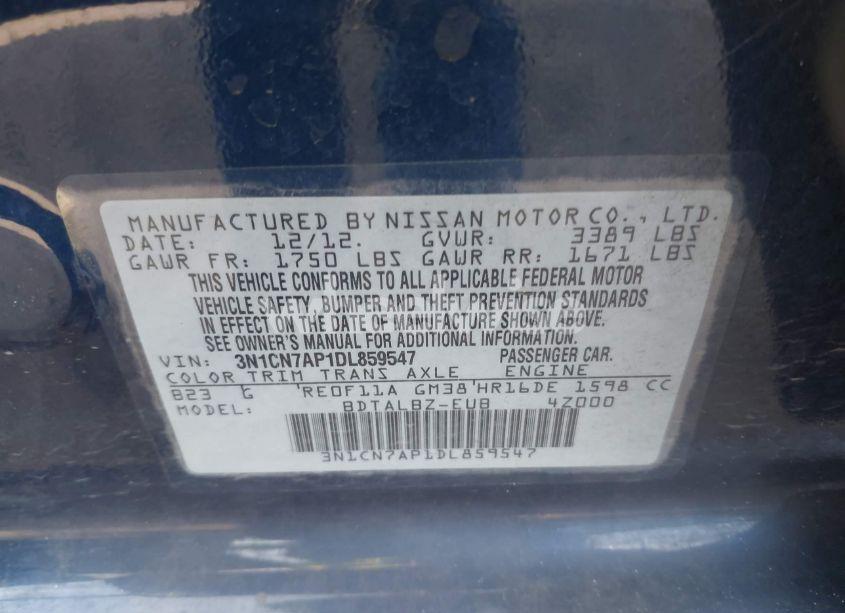 MANUFACTURED BY NISSAN MOTOR CO., LTD.
DATE: 12/12. GVWR: 3389 LBS
GAWR FR: 1750 LBS GAWR RR: 1671 LBS
THIS VEHICLE CONFORMS TO ALL APPLICABLE FEDERAL MOTOR
VEHICLE SAFETY, BUMPER AND THEFT PREVENTION STANDARDS
IN EFFECT ON THE DATE OF MANUFACTURE SHOWN ABOVE.
SEE OWNER'S MANUAL FOR ADDITIONAL INFORMATION.
VIN: 3N1CN7AP1DL859547 PASSENGER CAR.
COLOR TRIM TRANS AXLE ENGINE
B23 G RE0F11A GM38 HR16DE 1598 CC
MODEL: BDTALBZ-EUB 4Z000
3N1CN7AP1DL859547